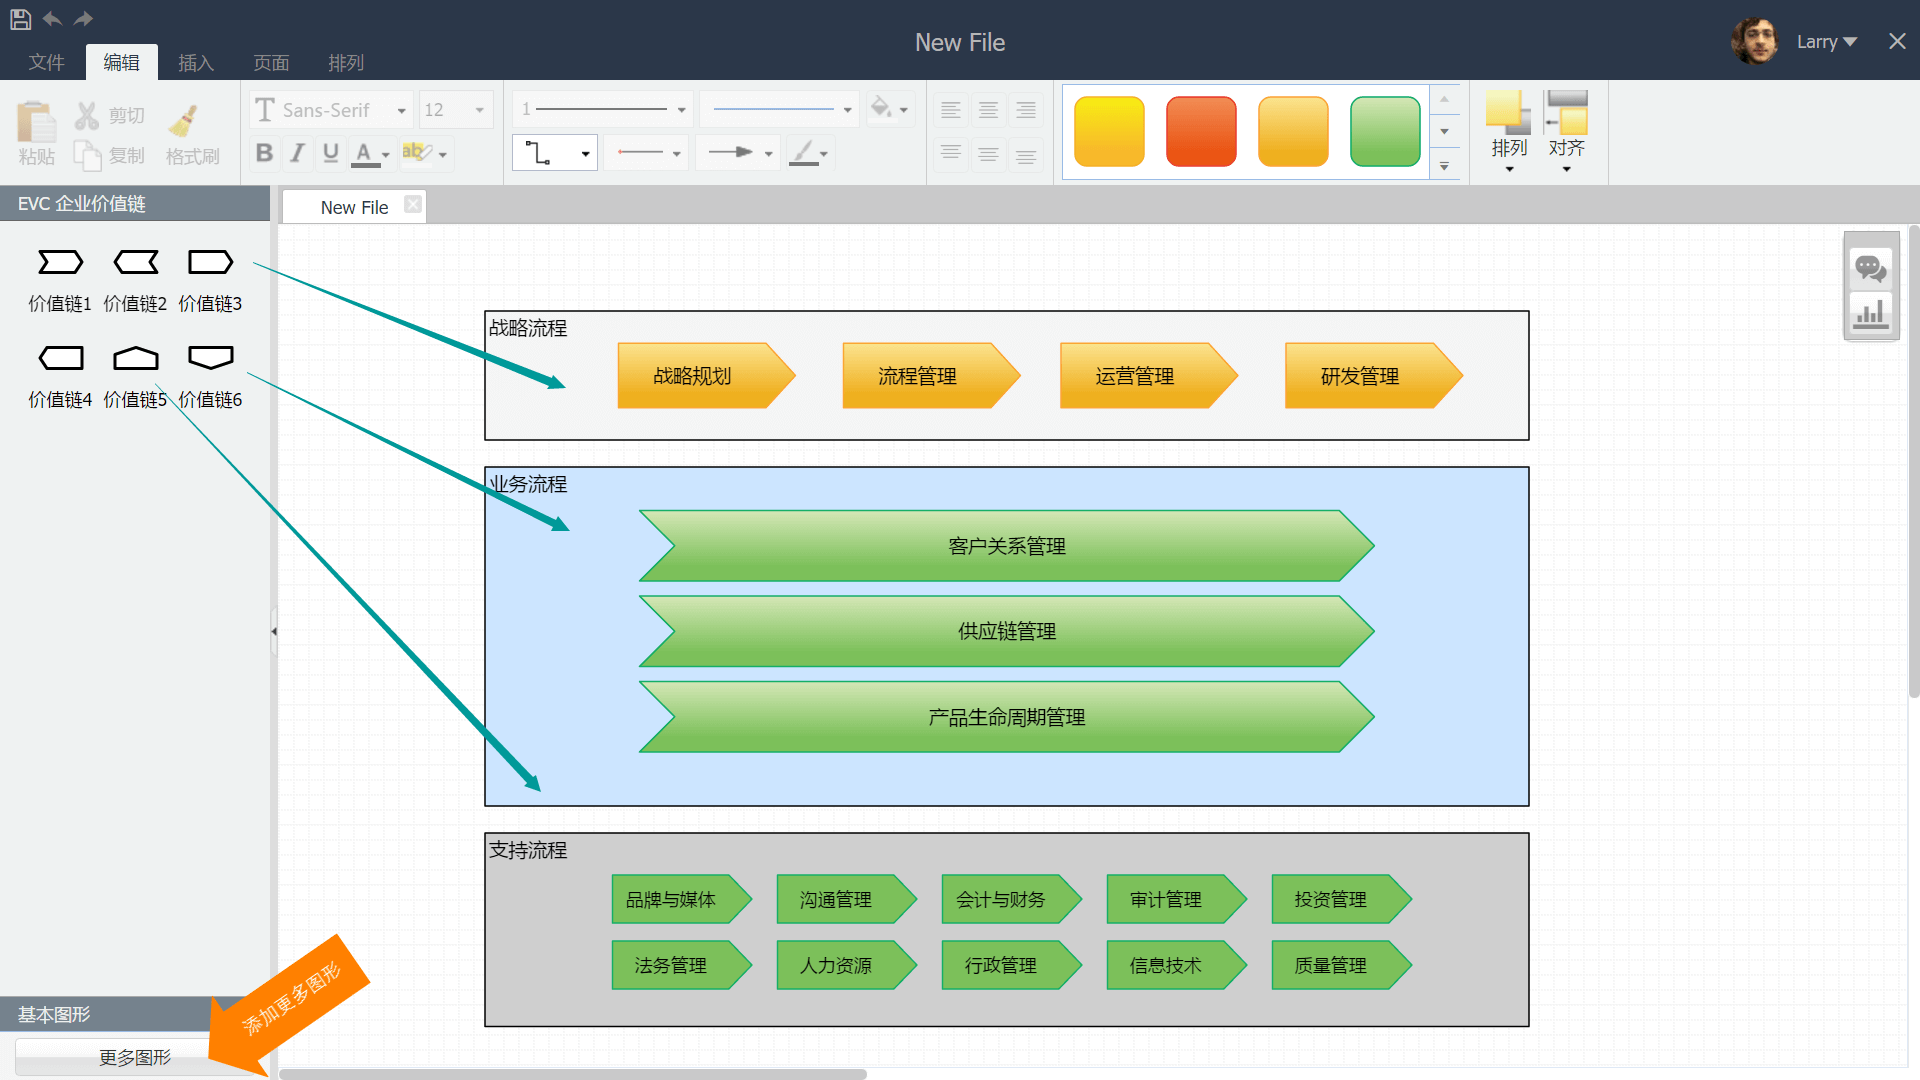 New File
Larry
文件 编辑 插入 页面 排列
粘贴
剪切
复制
格式刷
T Sans-Serif 12
B I U A ab
1
排列 对齐
EVC 企业价值链
New File
价值链1 价值链2 价值链3
价值链4 价值链5 价值链6
战略流程
战略规划 流程管理 运营管理 研发管理
业务流程
客户关系管理
供应链管理
产品生命周期管理
支持流程
品牌与媒体 沟通管理 会计与财务 审计管理 投资管理
法务管理 人力资源 行政管理 信息技术 质量管理
添加更多图形
基本图形
更多图形